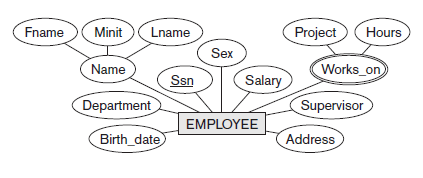 Fname Minit Lname Project Hours
Sex
Name Ssn Salary Works_on
Department Supervisor
EMPLOYEE
Birth_date Address